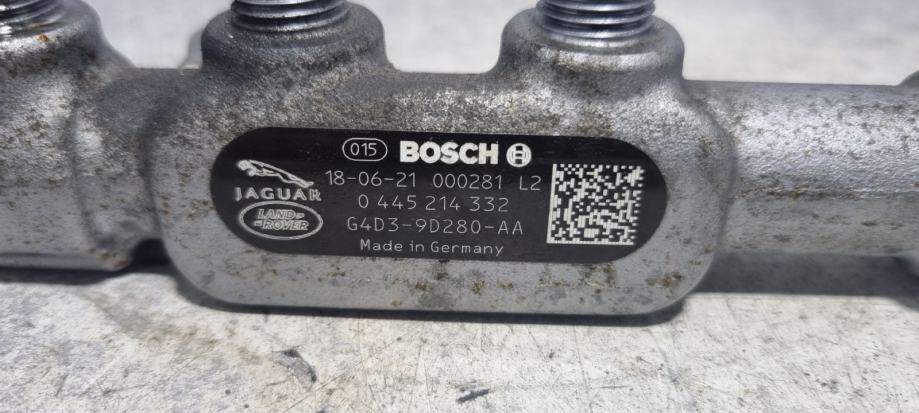 015 BOSCH
18-06-21 000281 L2
JAGUAR
0 445 214 332
LAND-
ROVER
G4D3-9D280-AA
Made in Germany